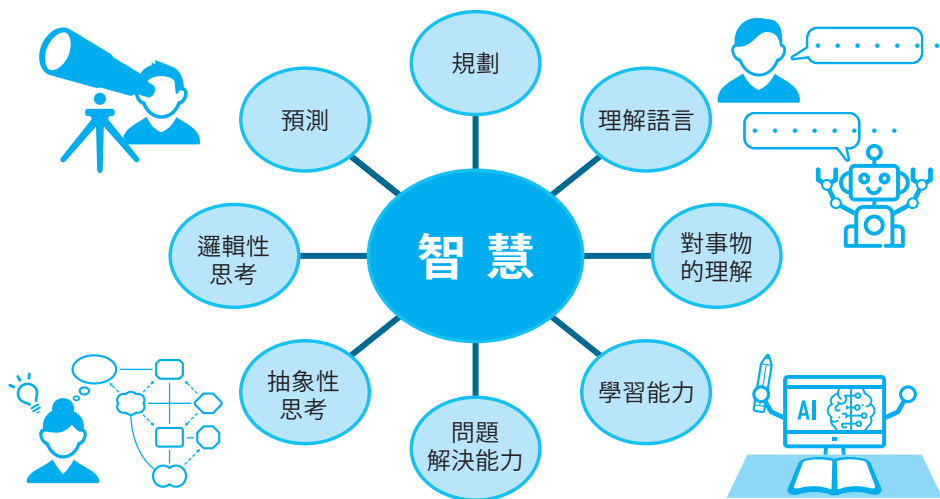 規劃
預測
理解語言
智慧
邏輯性
思考
對事物
的理解
抽象性
思考
學習能力
問題
解決能力
AI